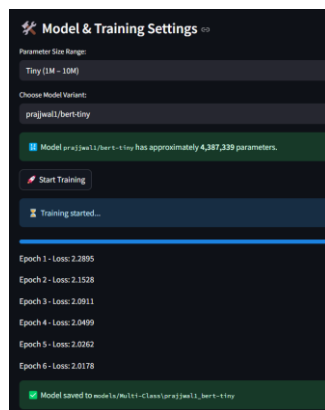 🛠️ Model & Training Settings
Parameter Size Range:
Tiny (1M – 10M)
Choose Model Variant:
prajjwal1/bert-tiny
🔢 Model prajjwal1/bert-tiny has approximately 4,387,339 parameters.
🚀 Start Training
⏳ Training started...
Epoch 1 - Loss: 2.2895
Epoch 2 - Loss: 2.1528
Epoch 3 - Loss: 2.0911
Epoch 4 - Loss: 2.0499
Epoch 5 - Loss: 2.0262
Epoch 6 - Loss: 2.0178
✅ Model saved to models/Multi-Class\prajjwal1_bert-tiny